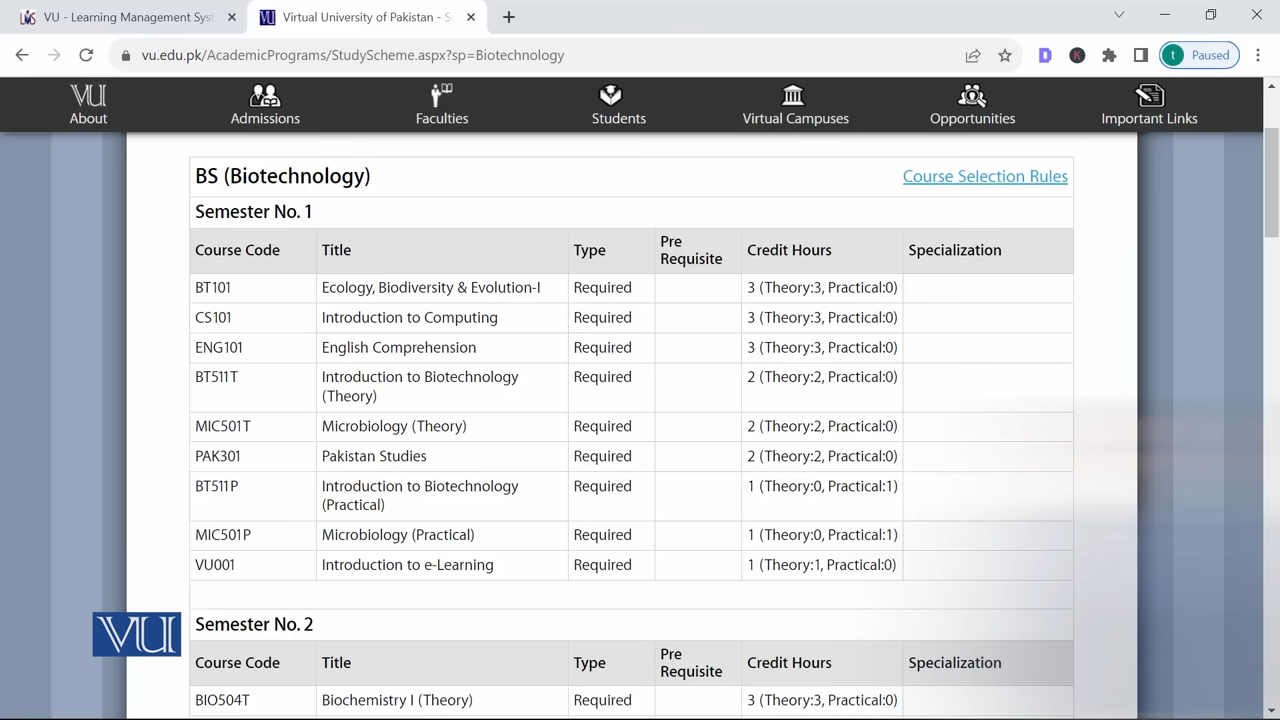 VU - Learning Management Sys
Virtual University of Pakistan - S
vu.edu.pk/AcademicPrograms/StudyScheme.aspx?sp=Biotechnology
D
K
t Paused
VU
About Admissions Faculties Students Virtual Campuses Opportunities Important Links
BS (Biotechnology) Course Selection Rules
Semester No. 1
Course Code Title Type Pre Requisite Credit Hours Specialization
BT101 Ecology, Biodiversity & Evolution-I Required 3 (Theory:3, Practical:0)
CS101 Introduction to Computing Required 3 (Theory:3, Practical:0)
ENG101 English Comprehension Required 3 (Theory:3, Practical:0)
BT511T Introduction to Biotechnology (Theory) Required 2 (Theory:2, Practical:0)
MIC501T Microbiology (Theory) Required 2 (Theory:2, Practical:0)
PAK301 Pakistan Studies Required 2 (Theory:2, Practical:0)
BT511P Introduction to Biotechnology (Practical) Required 1 (Theory:0, Practical:1)
MIC501P Microbiology (Practical) Required 1 (Theory:0, Practical:1)
VU001 Introduction to e-Learning Required 1 (Theory:1, Practical:0)
VU
Semester No. 2
Course Code Title Type Pre Requisite Credit Hours Specialization
BIO504T Biochemistry I (Theory) Required 3 (Theory:3, Practical:0)